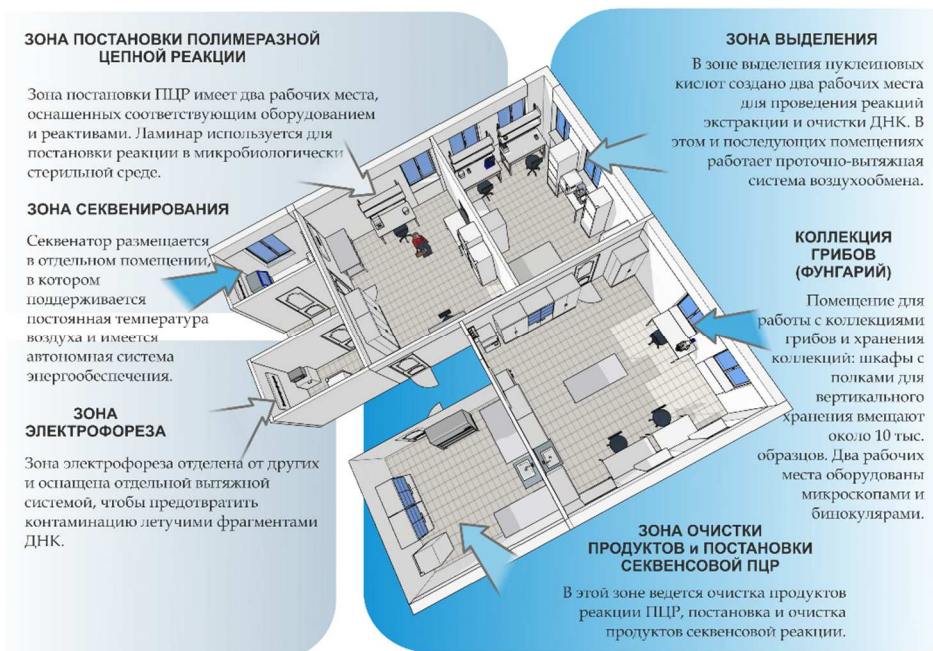 ЗОНА ПОСТАНОВКИ ПОЛИМЕРАЗНОЙ
ЦЕПНОЙ РЕАКЦИИ
Зона постановки ПЦР имеет два рабочих места,
оснащенных соответствующим оборудованием
и реактивами. Ламинар используется для
постановки реакции в микробиологически
стерильной среде.
ЗОНА СЕКВЕНИРОВАНИЯ
Секвенатор размещается
в отдельном помещении,
в котором
поддерживается
постоянная температура
воздуха и имеется
автономная система
энергообеспечения.
ЗОНА
ЭЛЕКТРОФОРЕЗА
Зона электрофореза отделена от других
и оснащена отдельной вытяжной
системой, чтобы предотвратить
контаминацию летучими фрагментами
ДНК.
ЗОНА ВЫДЕЛЕНИЯ
В зоне выделения нуклеиновых
кислот создано два рабочих места
для проведения реакций
экстракции и очистки ДНК. В
этом и последующих помещениях
работает проточно-вытяжная
система воздухообмена.
КОЛЛЕКЦИЯ
ГРИБОВ
(ФУНГАРИЙ)
Помещение для
работы с коллекциями
грибов и хранения
коллекций: шкафы с
полками для
вертикального
хранения вмещают
около 10 тыс.
образцов. Два рабочих
места оборудованы
микроскопами и
бинокулярами.
ЗОНА ОЧИСТКИ
ПРОДУКТОВ и ПОСТАНОВКИ
СЕКВЕНСОВОЙ ПЦР
В этой зоне ведется очистка продуктов
реакции ПЦР, постановка и очистка
продуктов секвенсовой реакции.